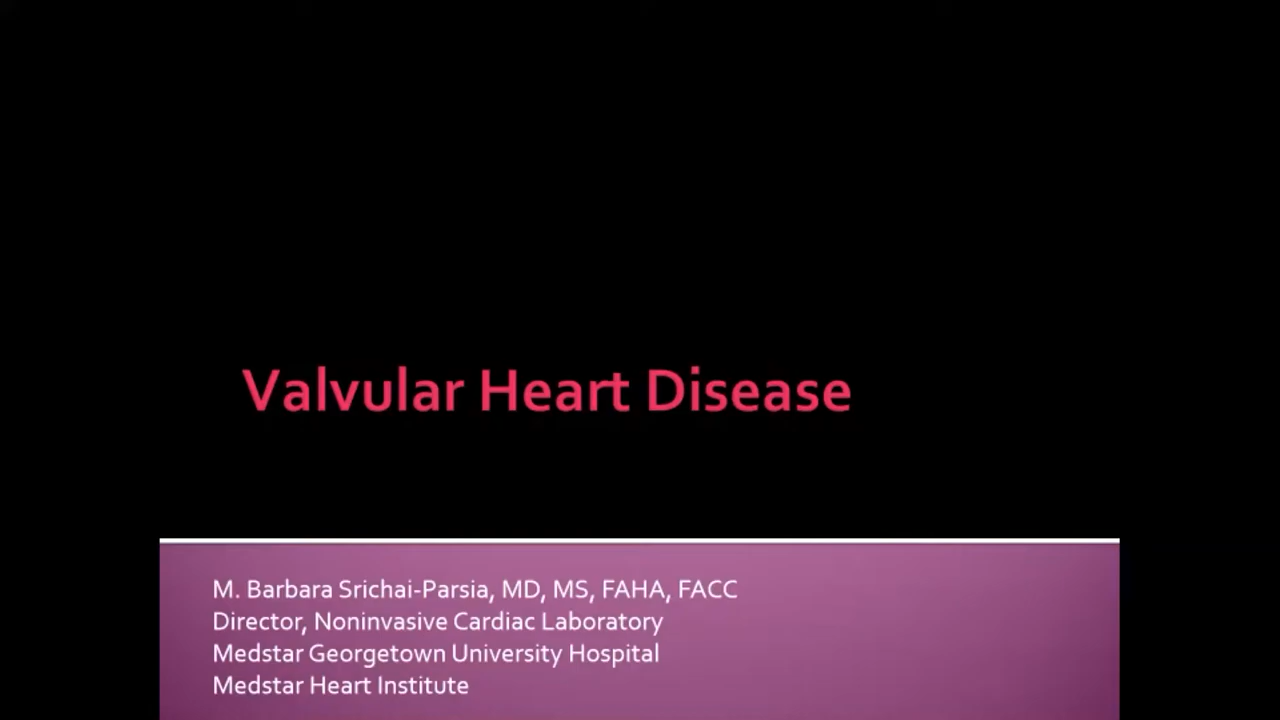 Valvular Heart Disease
M. Barbara Srichai-Parsia, MD, MS, FAHA, FACC
Director, Noninvasive Cardiac Laboratory
Medstar Georgetown University Hospital
Medstar Heart Institute